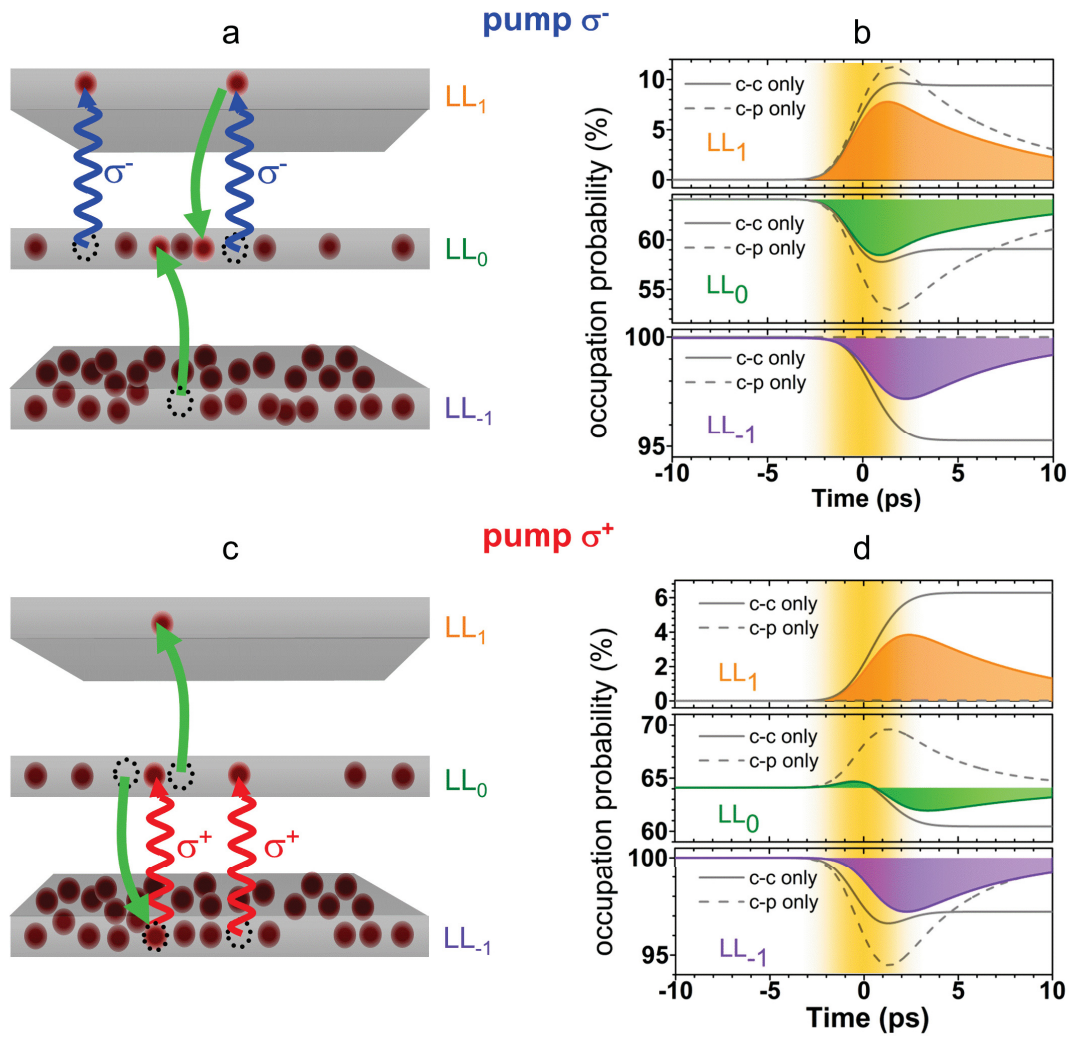 pump σ-
a
LL1
σ-
σ-
LL0
LL-1
b
occupation probability (%)
10
5
0
c-c only
c-p only
LL1
60
55
c-c only
c-p only
LL0
100
95
c-c only
c-p only
LL-1
-10 -5 0 5 10
Time (ps)
pump σ+
c
LL1
σ+
σ+
LL0
LL-1
d
occupation probability (%)
6
4
2
0
c-c only
c-p only
LL1
70
65
60
c-c only
c-p only
LL0
100
95
c-c only
c-p only
LL-1
-10 -5 0 5 10
Time (ps)